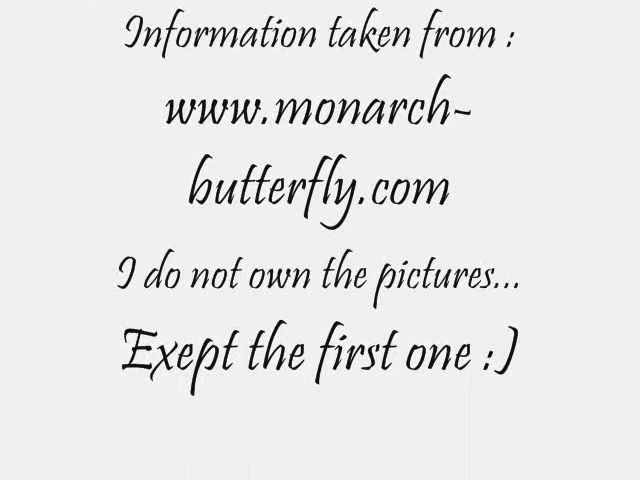 Information taken from :
www.monarch-
butterfly.com
I do not own the pictures...
Exept the first one :)